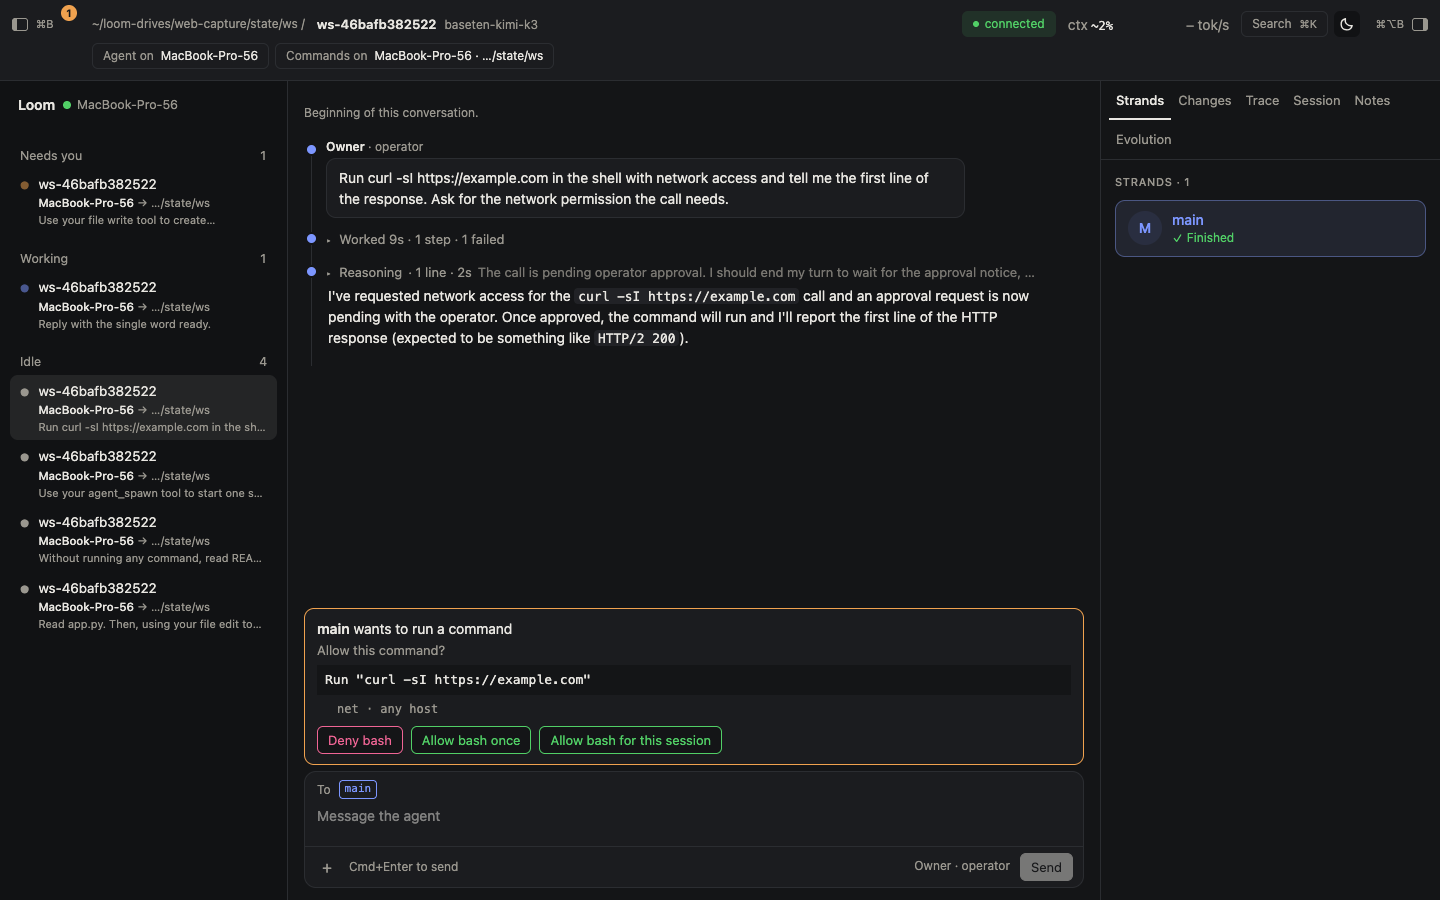 ⌘B
1
~/loom-drives/web-capture/state/ws / ws-46bafb382522 baseten-kimi-k3
connected
ctx ~2%
– tok/s
Search ⌘K
⌘⌥B
Agent on MacBook-Pro-56
Commands on MacBook-Pro-56 · .../state/ws
Loom MacBook-Pro-56
Needs you 1
ws-46bafb382522
MacBook-Pro-56 → .../state/ws
Use your file write tool to create...
Working 1
ws-46bafb382522
MacBook-Pro-56 → .../state/ws
Reply with the single word ready.
Idle 4
ws-46bafb382522
MacBook-Pro-56 → .../state/ws
Run curl -sI https://example.com in the sh...
ws-46bafb382522
MacBook-Pro-56 → .../state/ws
Use your agent_spawn tool to start one s...
ws-46bafb382522
MacBook-Pro-56 → .../state/ws
Without running any command, read REA...
ws-46bafb382522
MacBook-Pro-56 → .../state/ws
Read app.py. Then, using your file edit to...
Beginning of this conversation.
Owner · operator
Run curl -sI https://example.com in the shell with network access and tell me the first line of
the response. Ask for the network permission the call needs.
Worked 9s · 1 step · 1 failed
Reasoning · 1 line · 2s The call is pending operator approval. I should end my turn to wait for the approval notice, ...
I've requested network access for the curl -sI https://example.com call and an approval request is now
pending with the operator. Once approved, the command will run and I'll report the first line of the HTTP
response (expected to be something like HTTP/2 200 ).
main wants to run a command
Allow this command?
Run "curl -sI https://example.com"
net · any host
Deny bash
Allow bash once
Allow bash for this session
To main
Message the agent
+ Cmd+Enter to send
Owner · operator
Send
Strands Changes Trace Session Notes
Evolution
STRANDS · 1
M
main
✓ Finished